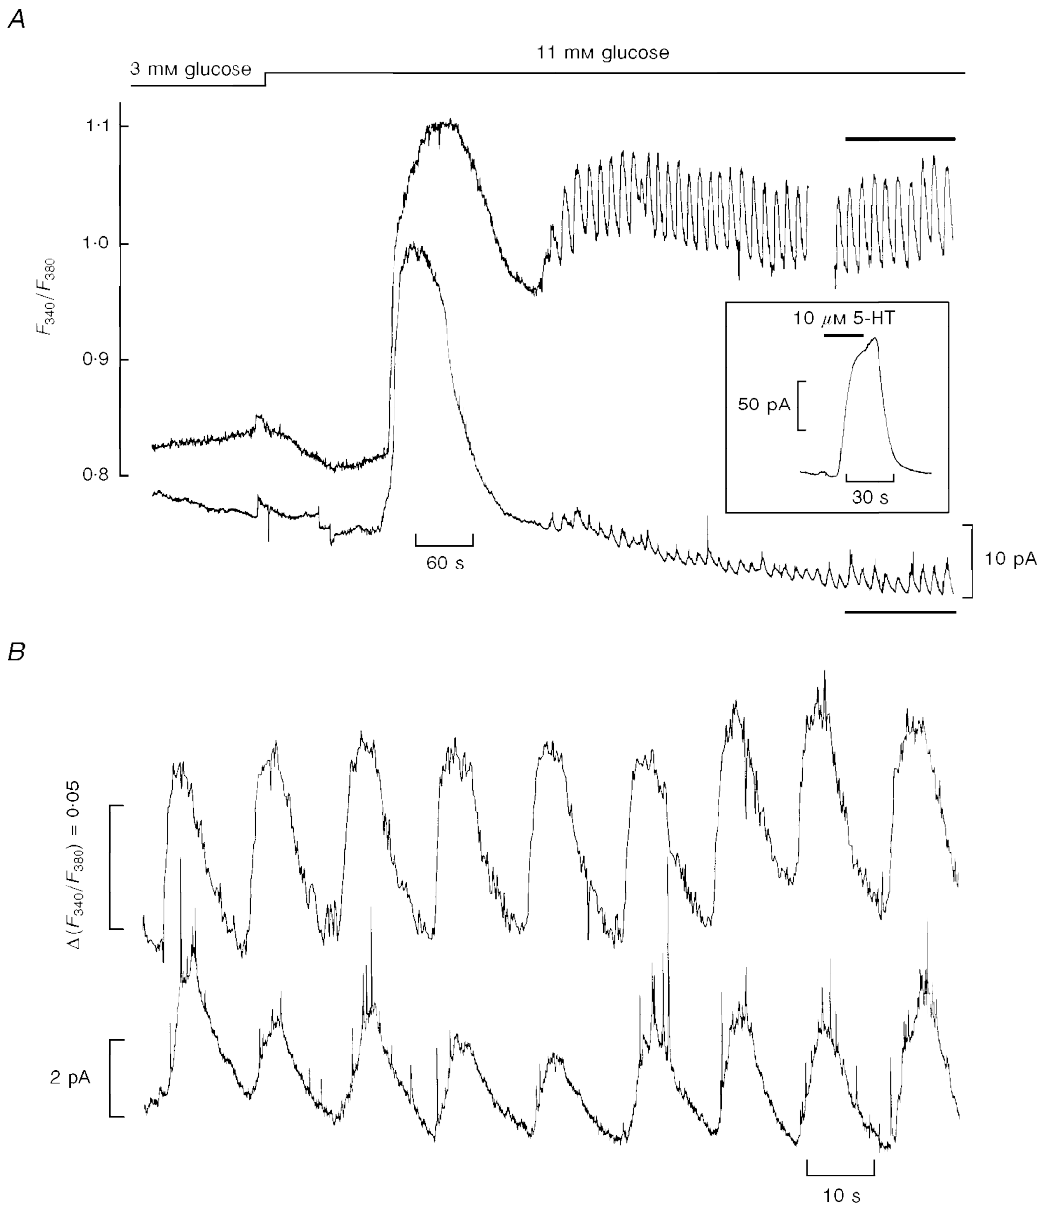 A
3 mM glucose
11 mM glucose
1·1
1·0
0·9
0·8
F340/F380
10 μM 5-HT
50 pA
30 s
60 s
10 pA
B
Δ(F340/F380) = 0·05
2 pA
10 s